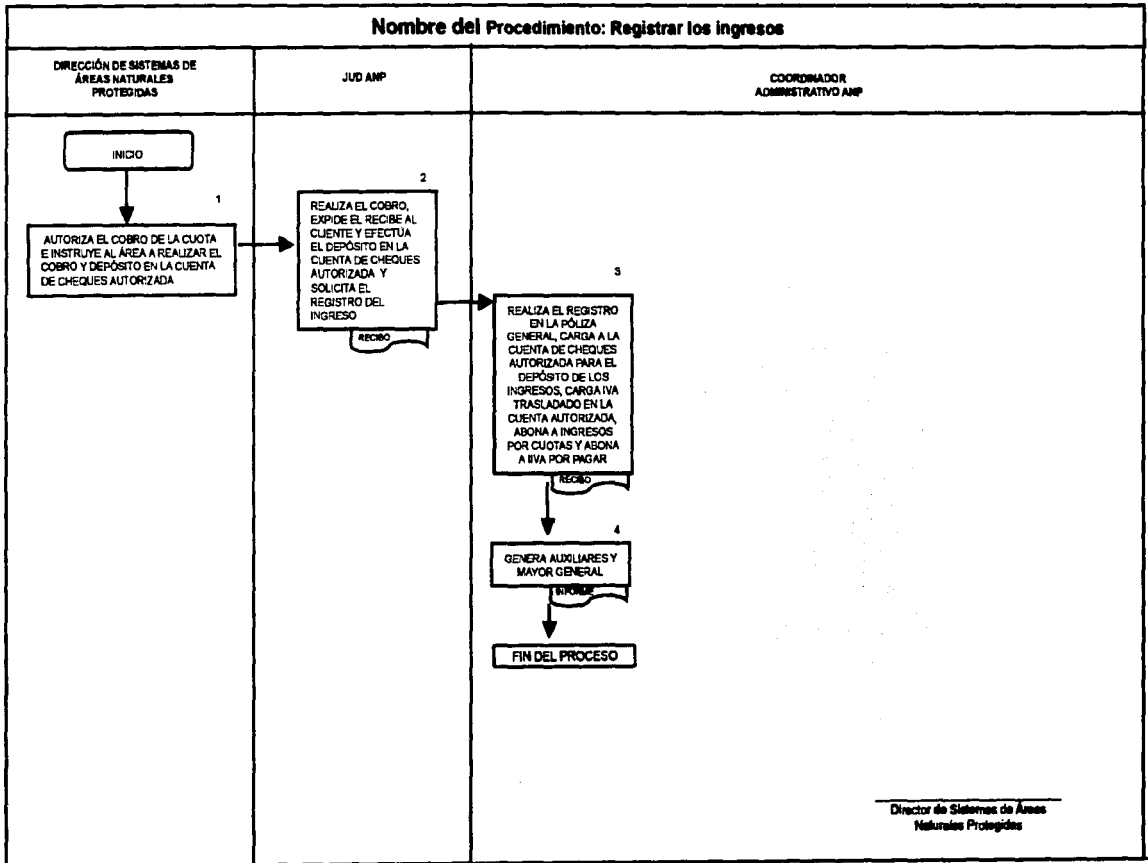 Nombre del Procedimiento: Registrar los ingresos
DIRECCIÓN DE SISTEMAS DE
ÁREAS NATURALES
PROTEGIDAS
JUD ANP
COORDINADOR
ADMINISTRATIVO ANP
INICIO
1
AUTORIZA EL COBRO DE LA CUOTA
E INSTRUYE AL ÁREA A REALIZAR EL
COBRO Y DEPÓSITO EN LA CUENTA
DE CHEQUES AUTORIZADA
2
REALIZA EL COBRO,
EXPIDE EL RECIBE AL
CLIENTE Y EFECTÚA
EL DEPÓSITO EN LA
CUENTA DE CHEQUES
AUTORIZADA Y
SOLICITA EL
REGISTRO DEL
INGRESO
RECIBO
3
REALIZA EL REGISTRO
EN LA PÓLIZA
GENERAL, CARGA A LA
CUENTA DE CHEQUES
AUTORIZADA PARA EL
DEPÓSITO DE LOS
INGRESOS, CARGA IVA
TRASLADADO EN LA
CUENTA AUTORIZADA,
ABONA A INGRESOS
POR CUOTAS Y ABONA
A IIVA POR PAGAR
RECIBO
4
GENERA AUXILIARES Y
MAYOR GENERAL
INFORME
FIN DEL PROCESO
Director de Sistemas de Áreas
Naturales Protegidas